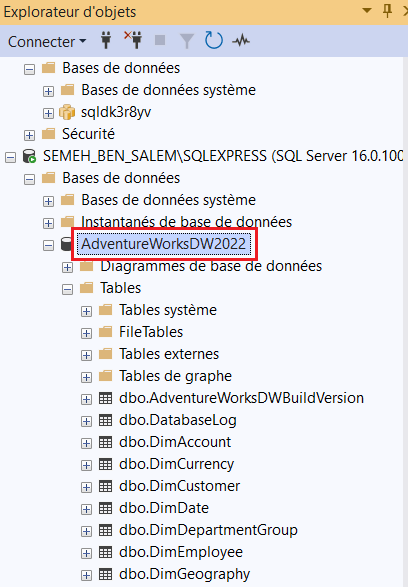 Explorateur d'objets
Connecter
Bases de données
Bases de données système
sqldk3r8yv
Sécurité
SEMEH_BEN_SALEM\SQLEXPRESS (SQL Server 16.0.100
Bases de données
Bases de données système
Instantanés de base de données
AdventureWorksDW2022
Diagrammes de base de données
Tables
Tables système
FileTables
Tables externes
Tables de graphe
dbo.AdventureWorksDWBuildVersion
dbo.DatabaseLog
dbo.DimAccount
dbo.DimCurrency
dbo.DimCustomer
dbo.DimDate
dbo.DimDepartmentGroup
dbo.DimEmployee
dbo.DimGeography